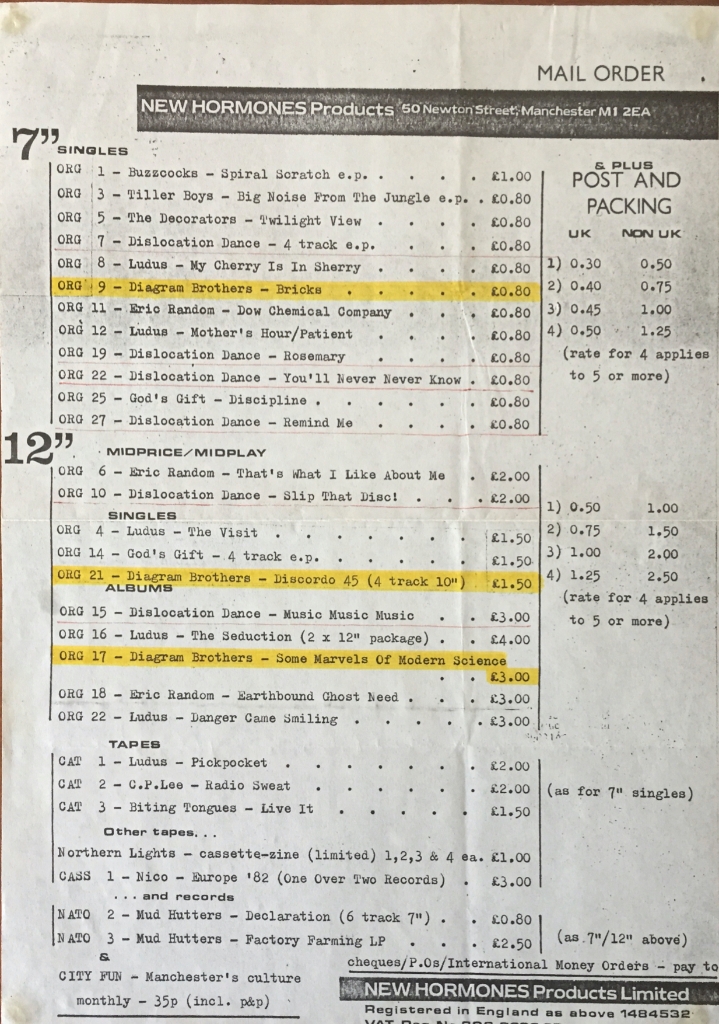 MAIL ORDER
NEW HORMONES Products 50 Newton Street, Manchester M1 2EA
7" SINGLES
ORG 1 - Buzzcocks - Spiral Scratch e.p. . . . . £1.00
ORG 3 - Tiller Boys - Big Noise From The Jungle e.p. . £0.80
ORG 5 - The Decorators - Twilight View . . . . £0.80
ORG 7 - Dislocation Dance - 4 track e.p. . . . . £0.80
ORG 8 - Ludus - My Cherry Is In Sherry . . . . £0.80
ORG 9 - Diagram Brothers - Bricks . . . . . £0.80
ORG 11 - Eric Random - Dow Chemical Company . . . £0.80
ORG 12 - Ludus - Mother's Hour/Patient . . . . £0.80
ORG 19 - Dislocation Dance - Rosemary . . . . £0.80
ORG 22 - Dislocation Dance - You'll Never Never Know . £0.80
ORG 25 - God's Gift - Discipline . . . . . £0.80
ORG 27 - Dislocation Dance - Remind Me . . . . £0.80
& PLUS
POST AND
PACKING
UK NON UK
1) 0.30 0.50
2) 0.40 0.75
3) 0.45 1.00
4) 0.50 1.25
(rate for 4 applies
to 5 or more)
12" . MIDPRICE/MIDPLAY
ORG 6 - Eric Random - That's What I Like About Me . £2.00
ORG 10 - Dislocation Dance - Slip That Disc! . . . £2.00
SINGLES
ORG 4 - Ludus - The Visit . . . . . . . £1.50
ORG 14 - God's Gift - 4 track e.p. . . . . . £1.50
ORG 21 - Diagram Brothers - Discordo 45 (4 track 10") . £1.50
ALBUMS
ORG 15 - Dislocation Dance - Music Music Music . . £3.00
ORG 16 - Ludus - The Seduction (2 x 12" package) . . £4.00
ORG 17 - Diagram Brothers - Some Marvels Of Modern Science
. . £3.00
ORG 18 - Eric Random - Earthbound Ghost Need . . . £3.00
ORG 22 - Ludus - Danger Came Smiling . . . . £3.00
1) 0.50 1.00
2) 0.75 1.50
3) 1.00 2.00
4) 1.25 2.50
(rate for 4 applies
to 5 or more)
TAPES
CAT 1 - Ludus - Pickpocket . . . . . . £2.00
CAT 2 - C.P.Lee - Radio Sweat . . . . . £2.00
CAT 3 - Biting Tongues - Live It . . . . . £1.50
(as for 7" singles)
Other tapes...
Northern Lights - cassette-zine (limited) 1,2,3 & 4 ea. £1.00
CASS 1 - Nico - Europe '82 (One Over Two Records) . £3.00
...and records
NATO 2 - Mud Hutters - Declaration (6 track 7") . . £0.80
NATO 3 - Mud Hutters - Factory Farming LP . . . £2.50
(as 7"/12" above)
&
CITY FUN - Manchester's culture
monthly - 35p (incl. p&p)
cheques/P.Os/International Money Orders - pay to
NEW HORMONES Products Limited
Registered in England as above 1484532
VAT Reg No